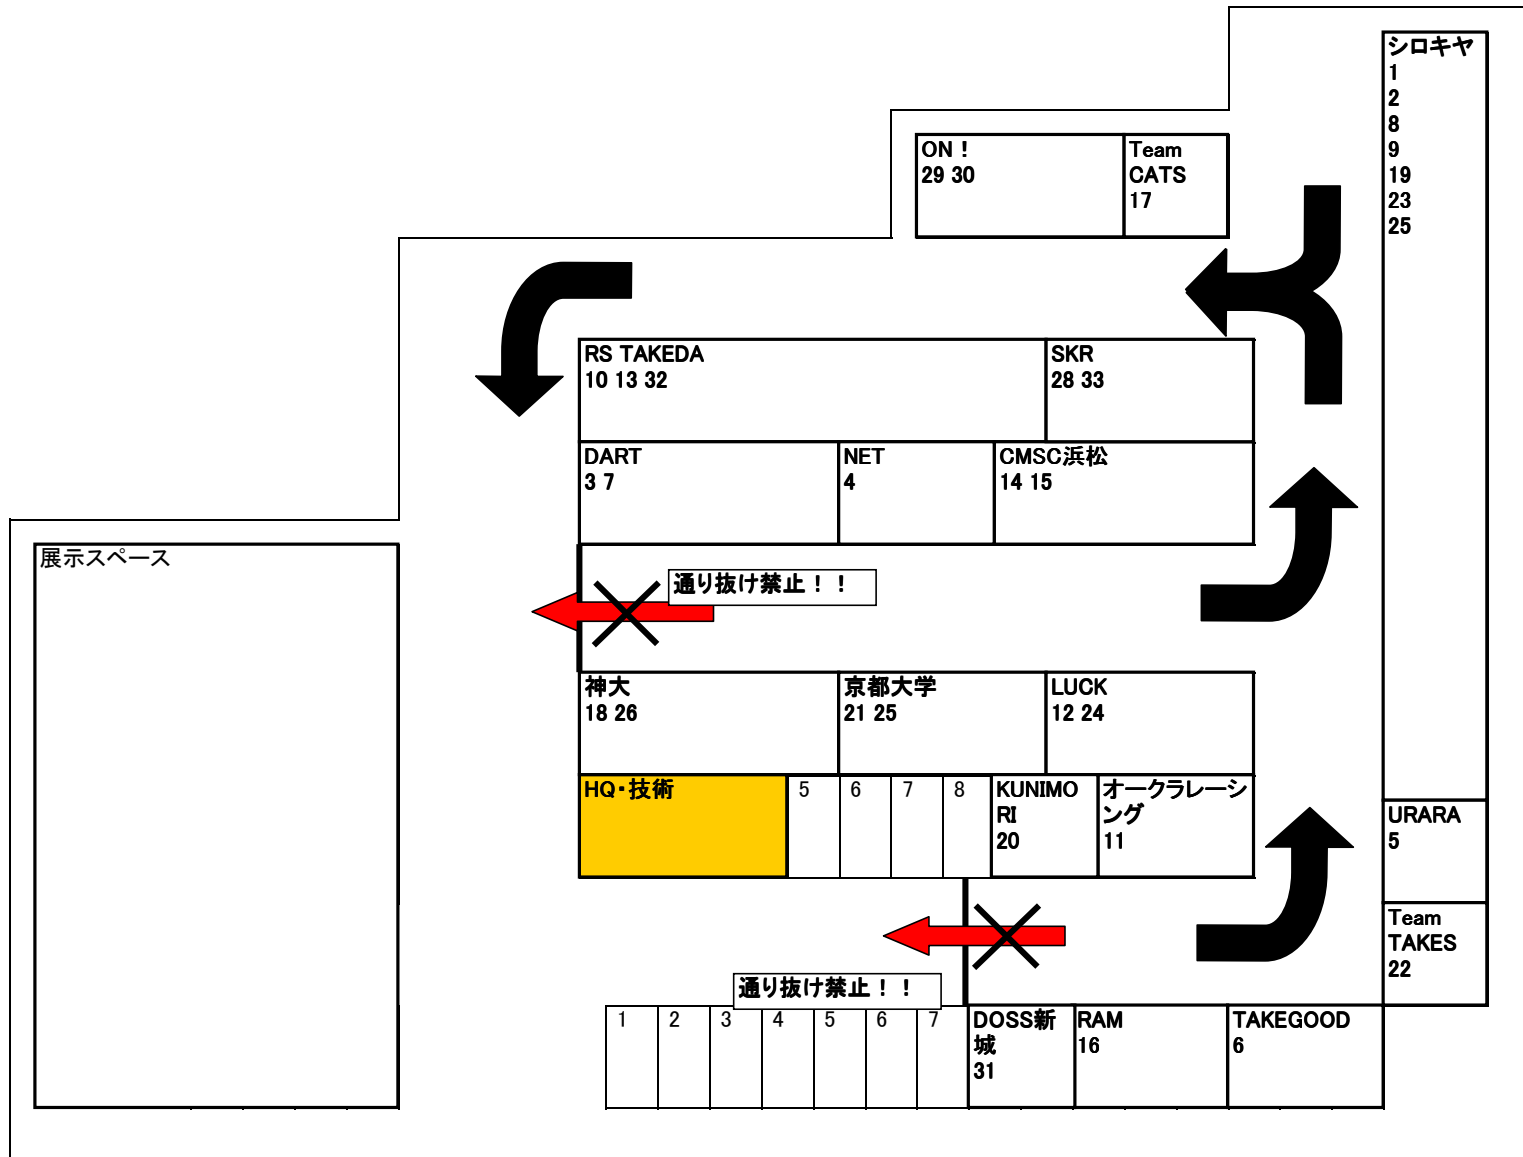 シロキヤ
1
2
8
9
19
23
25
ON！
29 30
Team
CATS
17
RS TAKEDA
10 13 32
SKR
28 33
DART
3 7
NET
4
CMSC浜松
14 15
展示スペース
通り抜け禁止！！
神大
18 26
京都大学
21 25
LUCK
12 24
HQ・技術
5
6
7
8
KUNIMO
RI
20
オークラレーシ
ング
11
URARA
5
Team
TAKES
22
通り抜け禁止！！
1
2
3
4
5
6
7
DOSS新
城
31
RAM
16
TAKEGOOD
6